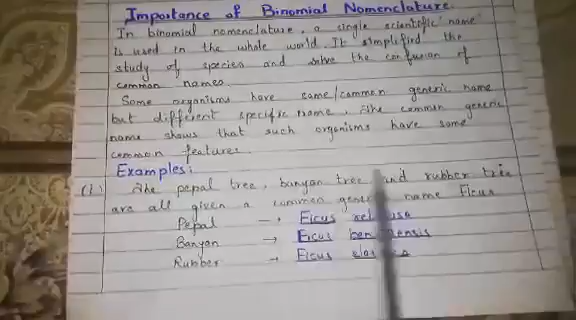 Importance of Binomial Nomenclature.
In binomial nomenclature, a single scientific name
is used in the whole world. It simplified the
study of species and solve the confusion of
common names.
Some organisms have same/common generic name
but different specific name. The common generic
name shows that such organisms have some
common features.
Examples:
(1) The pepal tree, banyan tree and rubber tree
are all given a common name Ficus
Pepal → Ficus
Banyan → Ficus
Rubber → Ficus